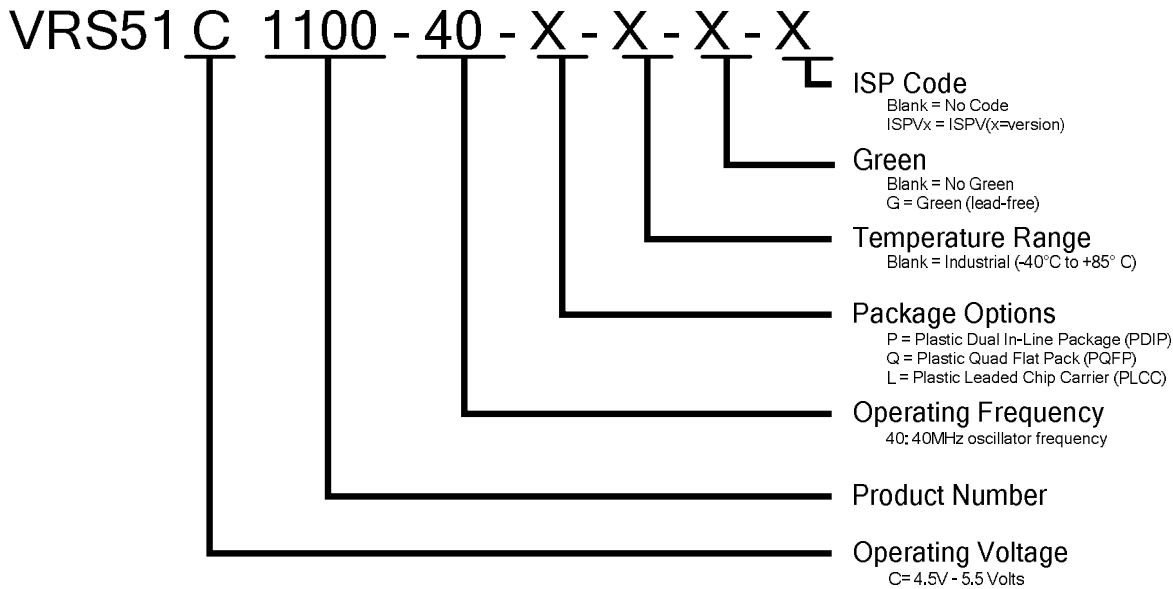 VRS51 C 1100 - 40 - X - X - X - X
ISP Code
Blank = No Code
ISPVx = ISPV(x=version)
Green
Blank = No Green
G = Green (lead-free)
Temperature Range
Blank = Industrial (-40°C to +85° C)
Package Options
P = Plastic Dual In-Line Package (PDIP)
Q = Plastic Quad Flat Pack (PQFP)
L = Plastic Leaded Chip Carrier (PLCC)
Operating Frequency
40: 40MHz oscillator frequency
Product Number
Operating Voltage
C= 4.5V - 5.5 Volts